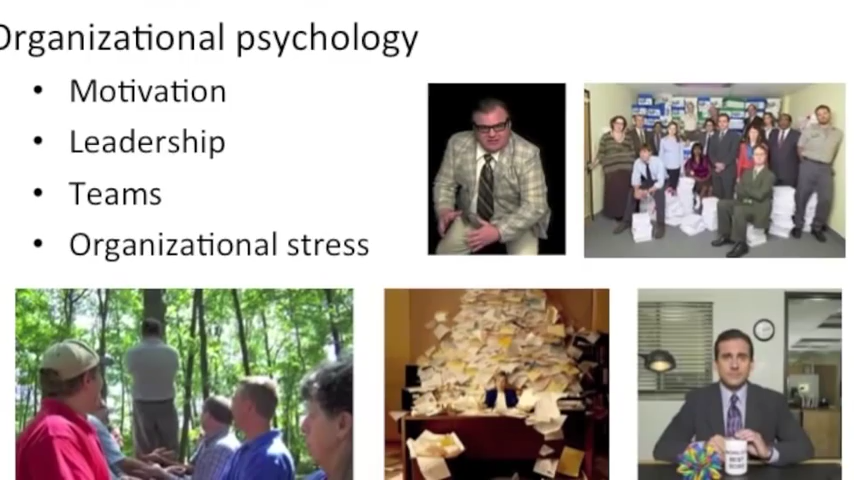 Organizational psychology
• Motivation
• Leadership
• Teams
• Organizational stress